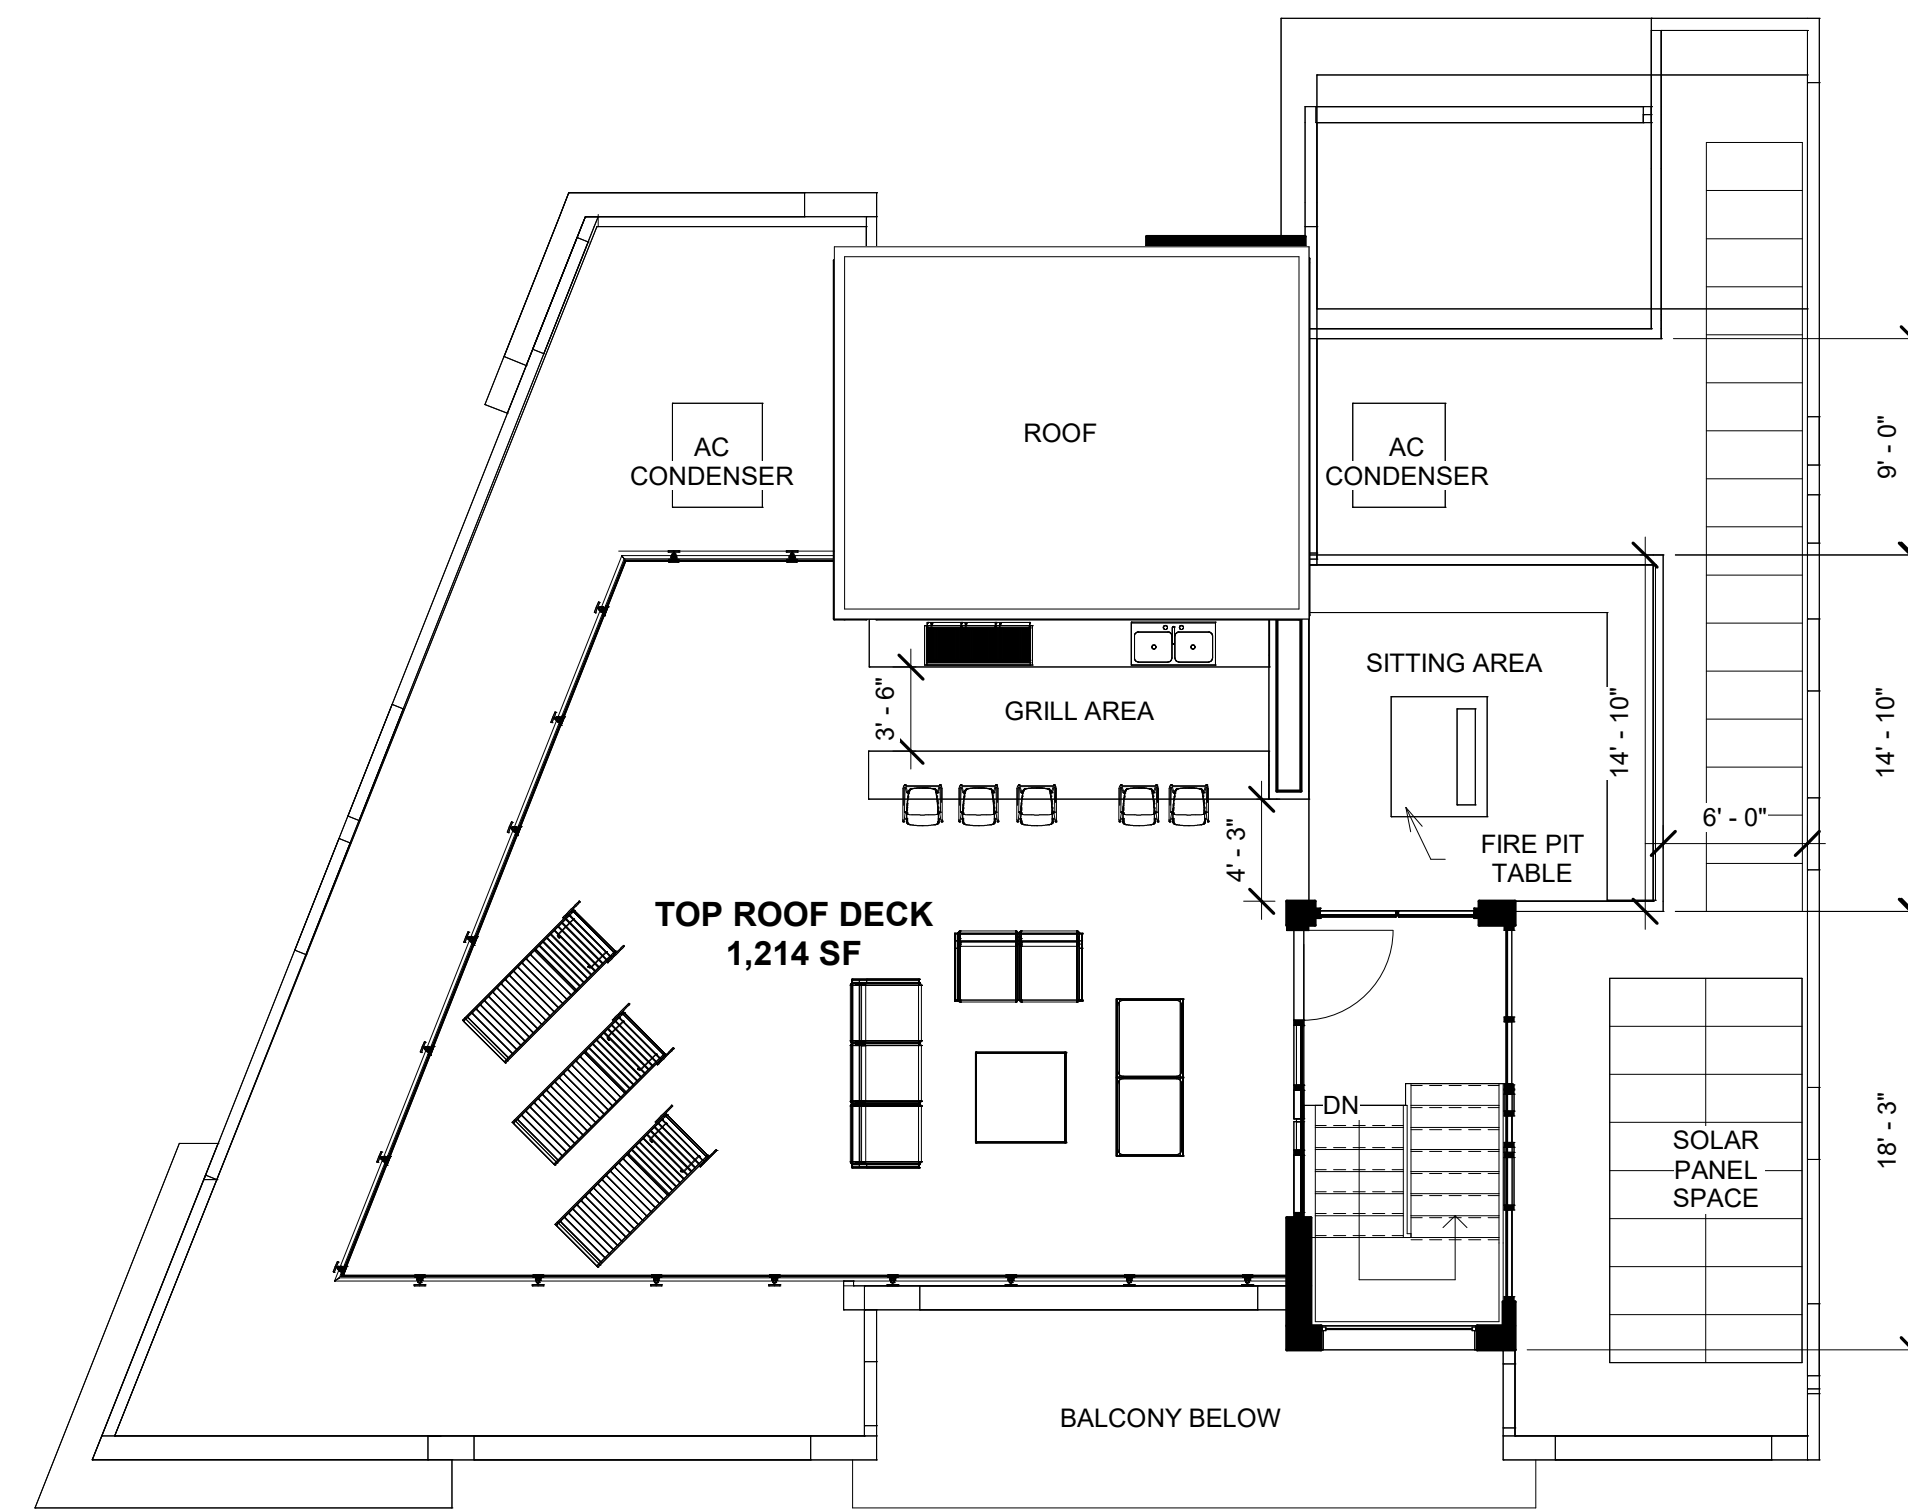 ROOF
AC
CONDENSER
AC
CONDENSER
9' - 0"
SITTING AREA
GRILL AREA
3' - 6"
14' - 10"
14' - 10"
6' - 0"
4' - 3"
FIRE PIT
TABLE
TOP ROOF DECK
1,214 SF
DN
SOLAR
PANEL
SPACE
18' - 3"
BALCONY BELOW